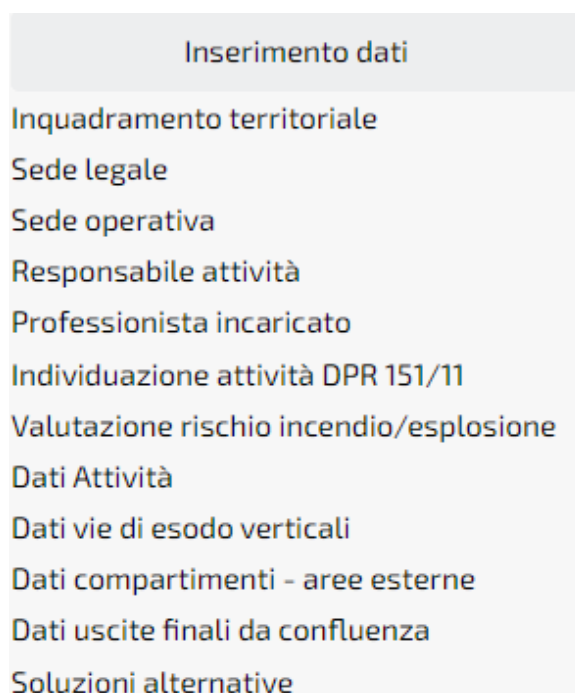 Inserimento dati
Inquadramento territoriale
Sede legale
Sede operativa
Responsabile attività
Professionista incaricato
Individuazione attività DPR 151/11
Valutazione rischio incendio/esplosione
Dati Attività
Dati vie di esodo verticali
Dati compartimenti - aree esterne
Dati uscite finali da confluenza
Soluzioni alternative